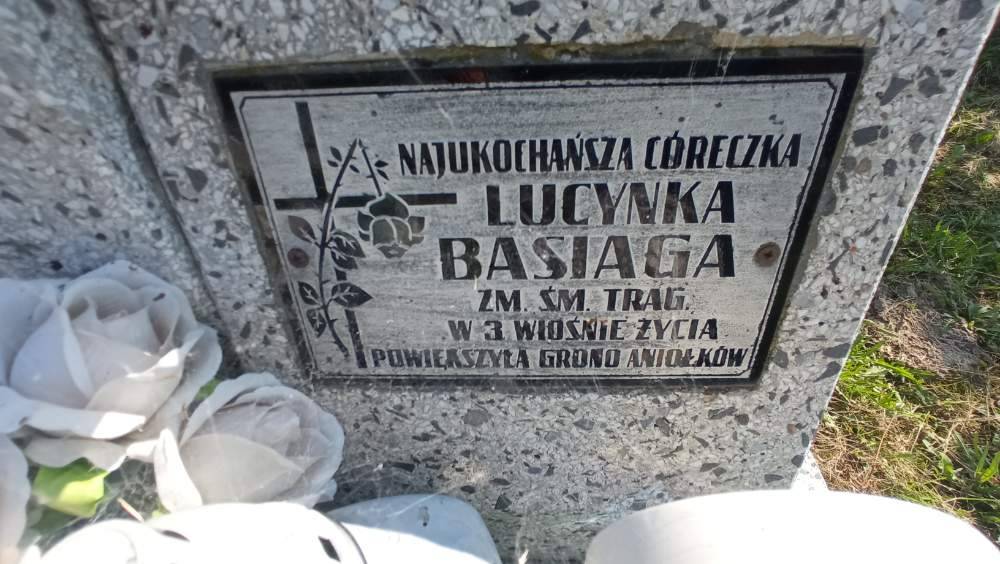 NAJUKOCHAŃSZA CÓRECZKA
LUCYNKA
BASIAGA
ZM. ŚM. TRAG.
W 3 WIOŚNIE ŻYCIA
POWIĘKSZYŁA GRONO ANIOŁKÓW